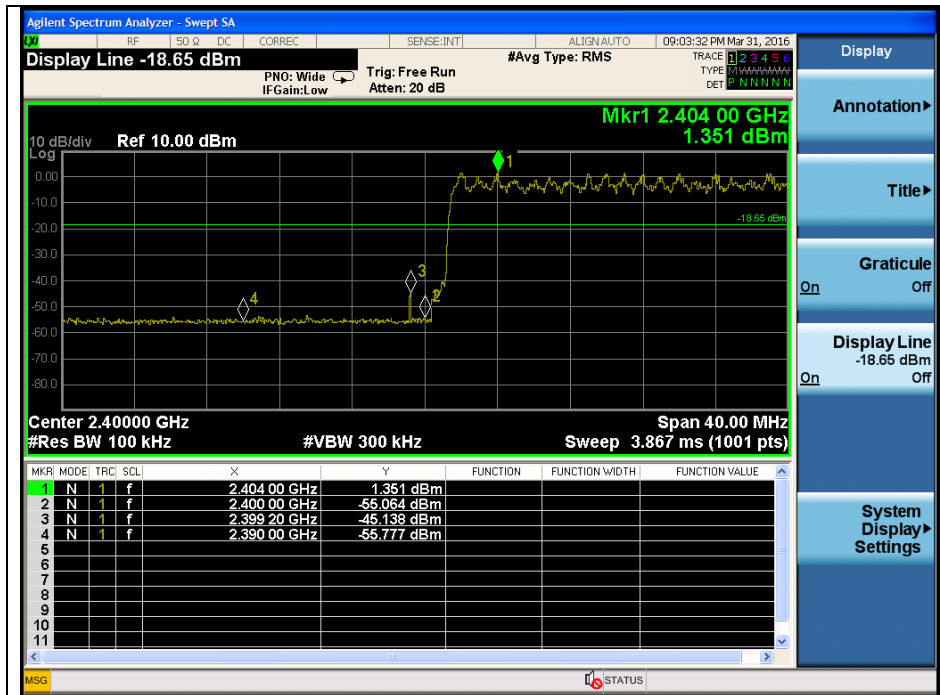 Agilent Spectrum Analyzer - Swept SA
LXI RF 50 Ω DC CORREC SENSE:INT ALIGNAUTO 09:03:32 PM Mar 31, 2016
Display Line -18.65 dBm
PNO: Wide
IFGain:Low
Trig: Free Run
Atten: 20 dB
#Avg Type: RMS
TRACE 1 2 3 4 5 6
TYPE M W W W W W
DET P N N N N N
Mkr1 2.404 00 GHz
1.351 dBm
10 dB/div Ref 10.00 dBm
Log
0.00
-10.0
-20.0
-30.0
-40.0
-50.0
-60.0
-70.0
-80.0
1
-18.65 dBm
3
2
4
Center 2.40000 GHz Span 40.00 MHz
#Res BW 100 kHz #VBW 300 kHz Sweep 3.867 ms (1001 pts)
MKR MODE TRC SCL X Y FUNCTION FUNCTION WIDTH FUNCTION VALUE
1 N 1 f 2.404 00 GHz 1.351 dBm
2 N 1 f 2.400 00 GHz -55.064 dBm
3 N 1 f 2.399 20 GHz -45.138 dBm
4 N 1 f 2.390 00 GHz -55.777 dBm
5
6
7
8
9
10
11
MSG STATUS
Display
Annotation
Title
Graticule
On Off
Display Line
-18.65 dBm
On Off
System
Display
Settings